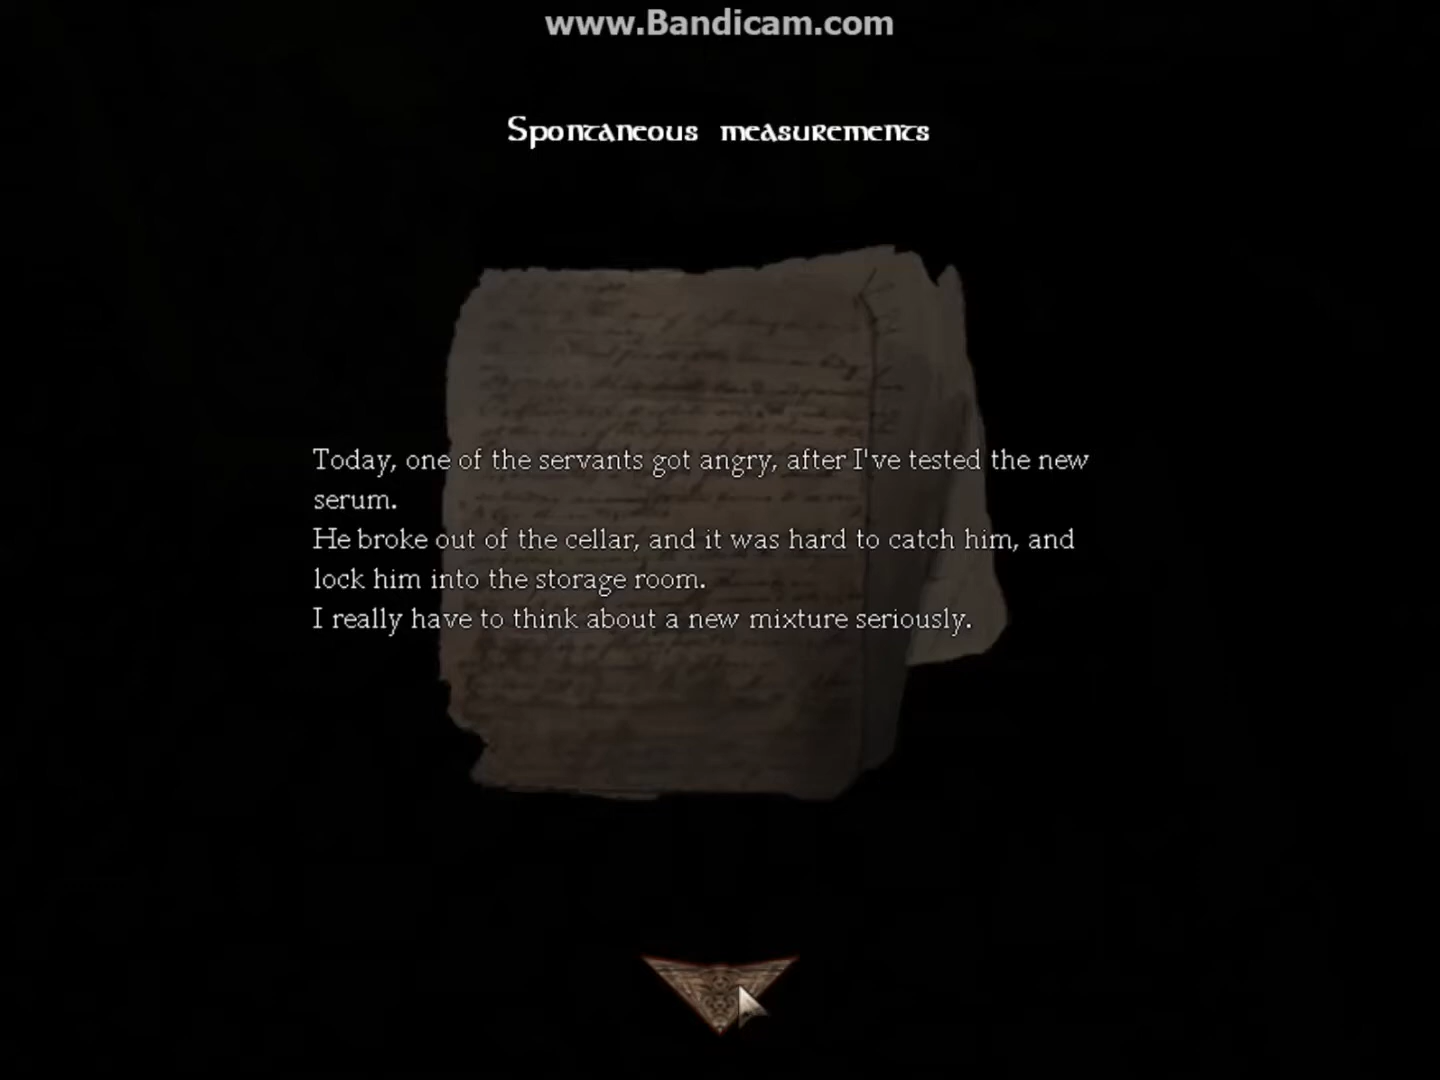 www.Bandicam.com
Spontaneous measurements
Today, one of the servants got angry, after I've tested the new
serum.
He broke out of the cellar, and it was hard to catch him, and
lock him into the storage room.
I really have to think about a new mixture seriously.